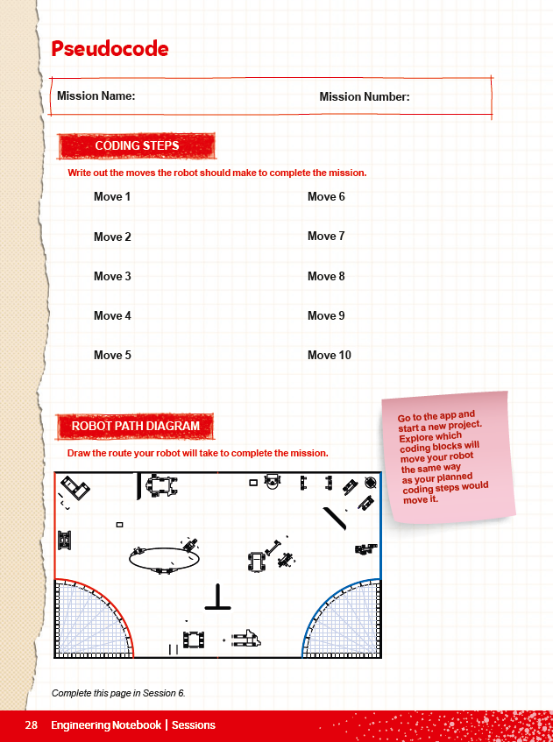 Pseudocode
Mission Name:
Mission Number:
CODING STEPS
Write out the moves the robot should make to complete the mission.
Move 1
Move 2
Move 3
Move 4
Move 5
Move 6
Move 7
Move 8
Move 9
Move 10
ROBOT PATH DIAGRAM
Draw the route your robot will take to complete the mission.
Go to the app and
start a new project.
Explore which
coding blocks will
move your robot
the same way
as your planned
coding steps would
move it.
Complete this page in Session 6.
28 Engineering Notebook | Sessions